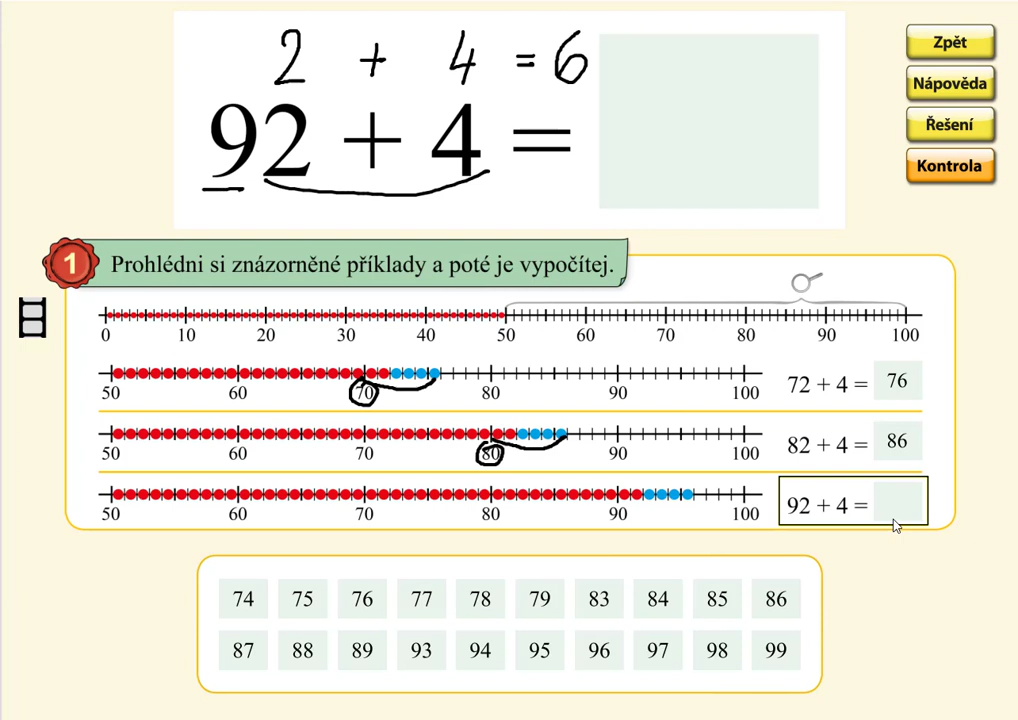 2 + 4 = 6
92 + 4 =
Zpět
Nápověda
Řešení
Kontrola
1 Prohlédni si znázorněné příklady a poté je vypočítej.
0 10 20 30 40 50 60 70 80 90 100
50 60 70 80 90 100 72 + 4 = 76
50 60 70 80 90 100 82 + 4 = 86
50 60 70 80 90 100 92 + 4 =
74 75 76 77 78 79 83 84 85 86
87 88 89 93 94 95 96 97 98 99